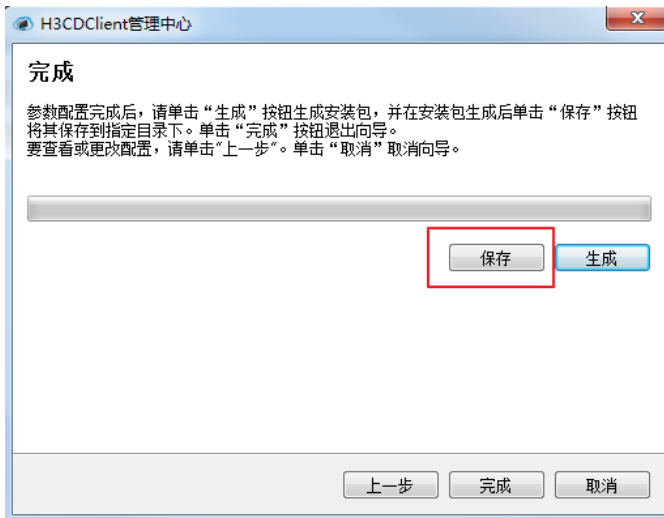 H3CDClient管理中心
完成
参数配置完成后，请单击“生成”按钮生成安装包，并在安装包生成后单击“保存”按钮
将其保存到指定目录下。单击“完成”按钮退出向导。
要查看或更改配置，请单击"上一步"。单击“取消”取消向导。
保存 生成
上一步 完成 取消